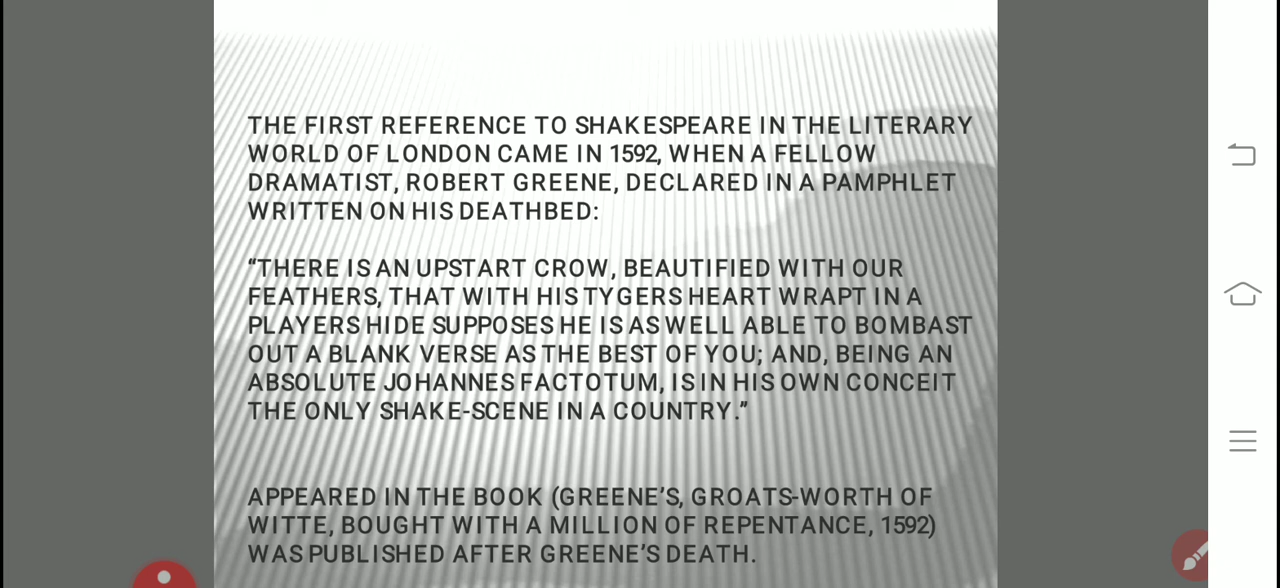 THE FIRST REFERENCE TO SHAKESPEARE IN THE LITERARY
WORLD OF LONDON CAME IN 1592, WHEN A FELLOW
DRAMATIST, ROBERT GREENE, DECLARED IN A PAMPHLET
WRITTEN ON HIS DEATHBED:
“THERE IS AN UPSTART CROW, BEAUTIFIED WITH OUR
FEATHERS, THAT WITH HIS TYGERS HEART WRAPT IN A
PLAYERS HIDE SUPPOSES HE IS AS WELL ABLE TO BOMBAST
OUT A BLANK VERSE AS THE BEST OF YOU; AND, BEING AN
ABSOLUTE JOHANNES FACTOTUM, IS IN HIS OWN CONCEIT
THE ONLY SHAKE-SCENE IN A COUNTRY.”
APPEARED IN THE BOOK (GREENE’S, GROATS-WORTH OF
WITTE, BOUGHT WITH A MILLION OF REPENTANCE, 1592)
WAS PUBLISHED AFTER GREENE’S DEATH.